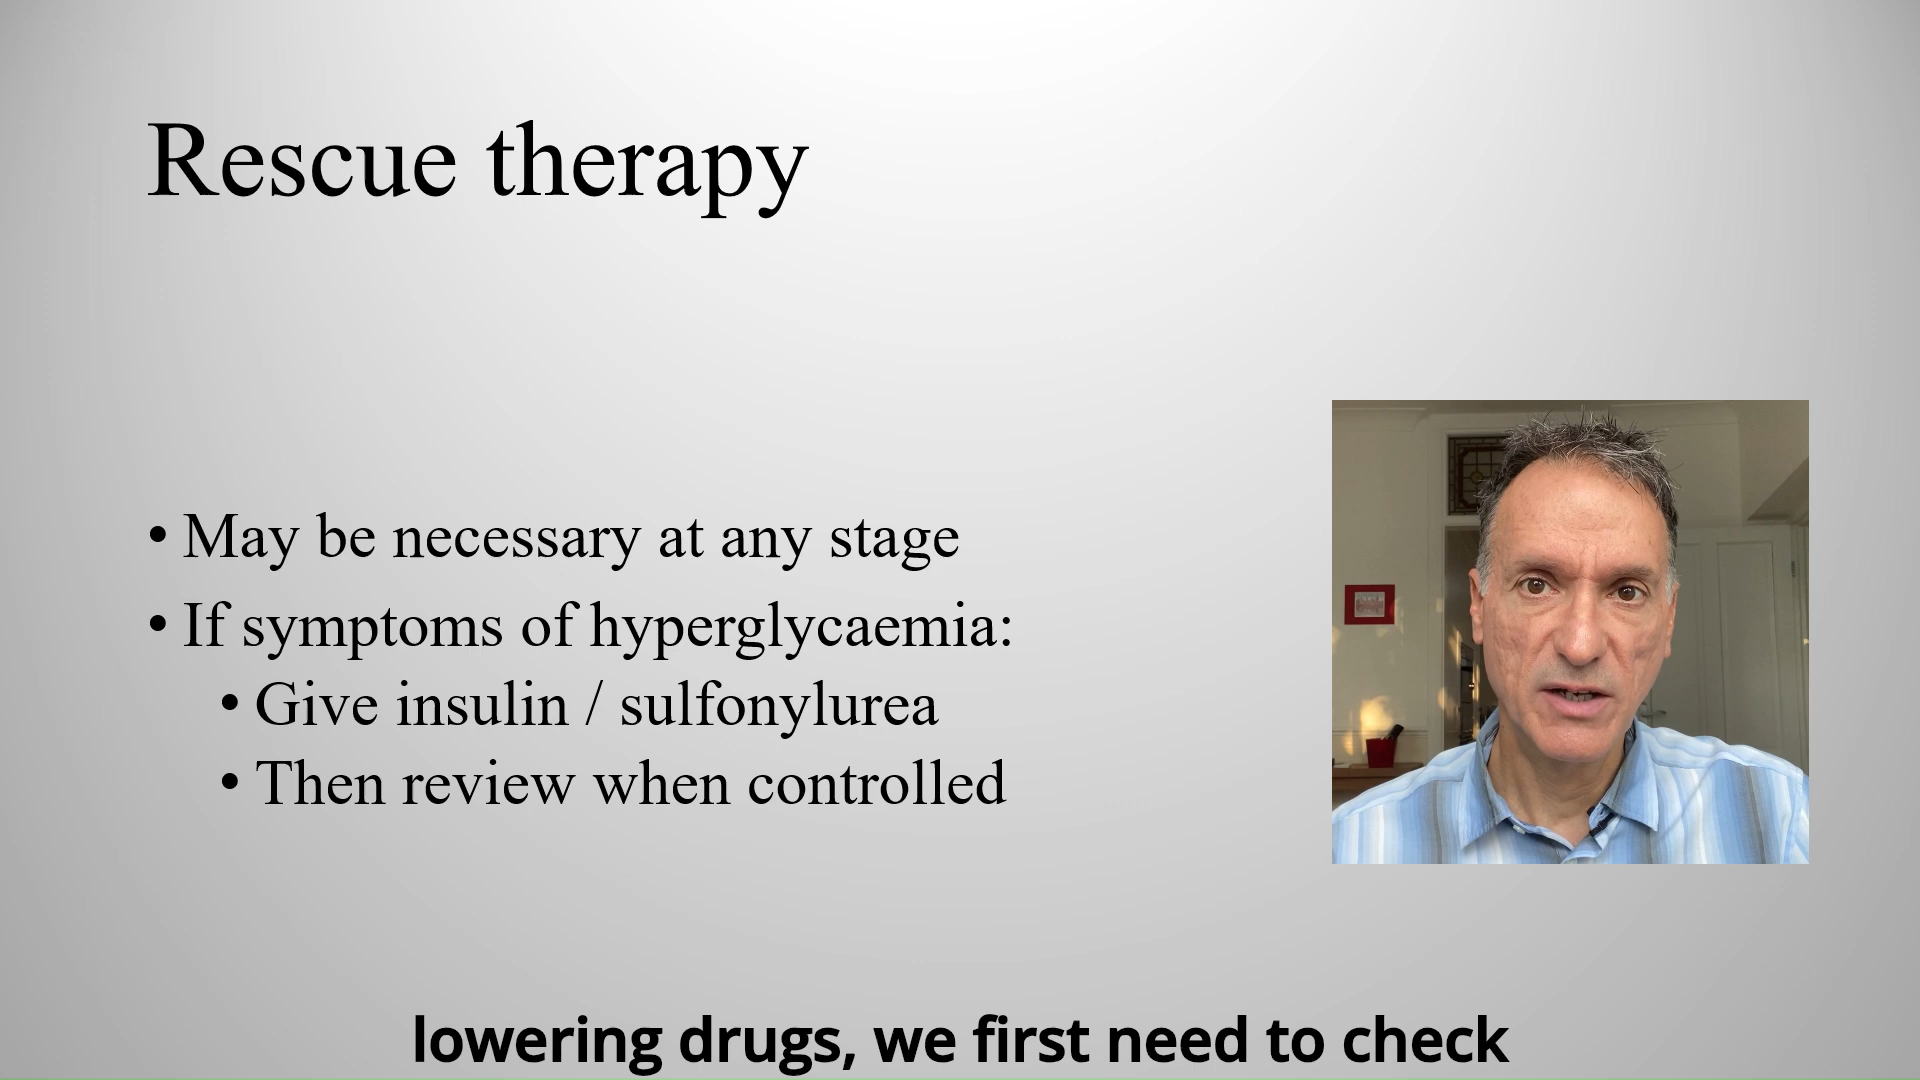 Rescue therapy
• May be necessary at any stage
• If symptoms of hyperglycaemia:
• Give insulin / sulfonylurea
• Then review when controlled
lowering drugs, we first need to check